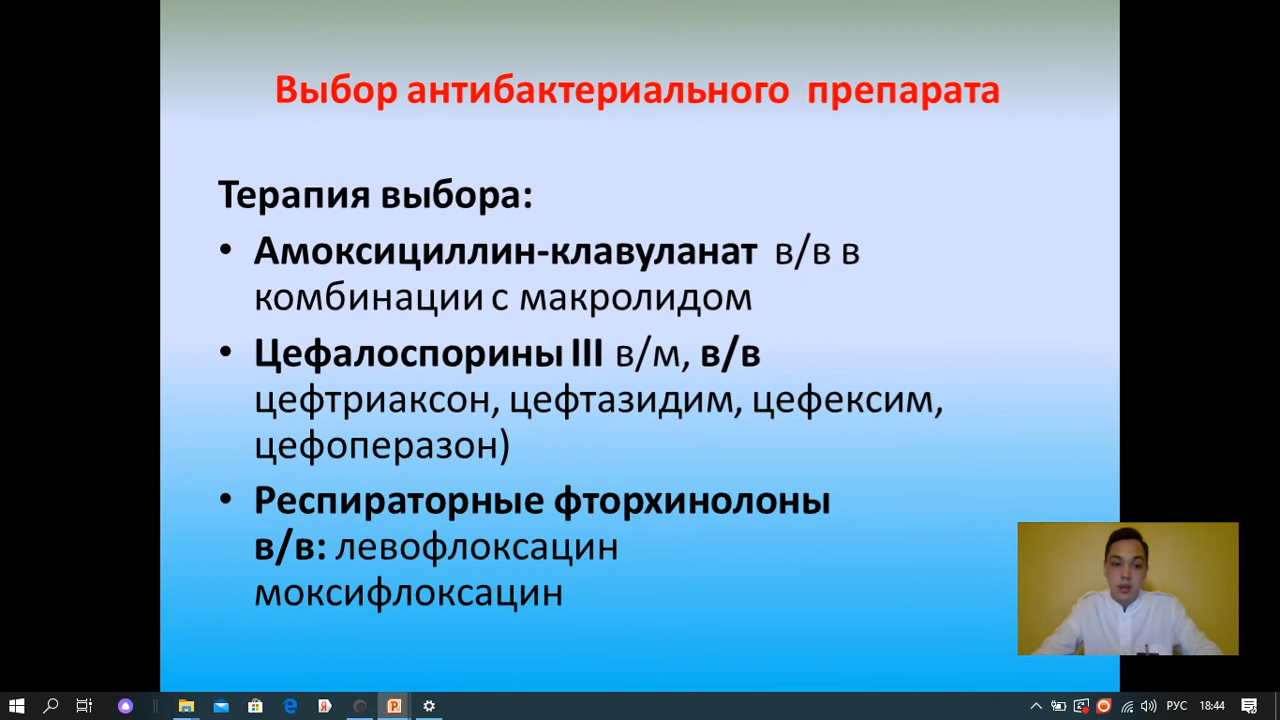 Выбор антибактериального препарата
Терапия выбора:
• Амоксициллин-клавуланат в/в в
комбинации с макролидом
• Цефалоспорины III в/м, в/в
цефтриаксон, цефтазидим, цефексим,
цефоперазон)
• Респираторные фторхинолоны
в/в: левофлоксацин
моксифлоксацин
РУС
18:44